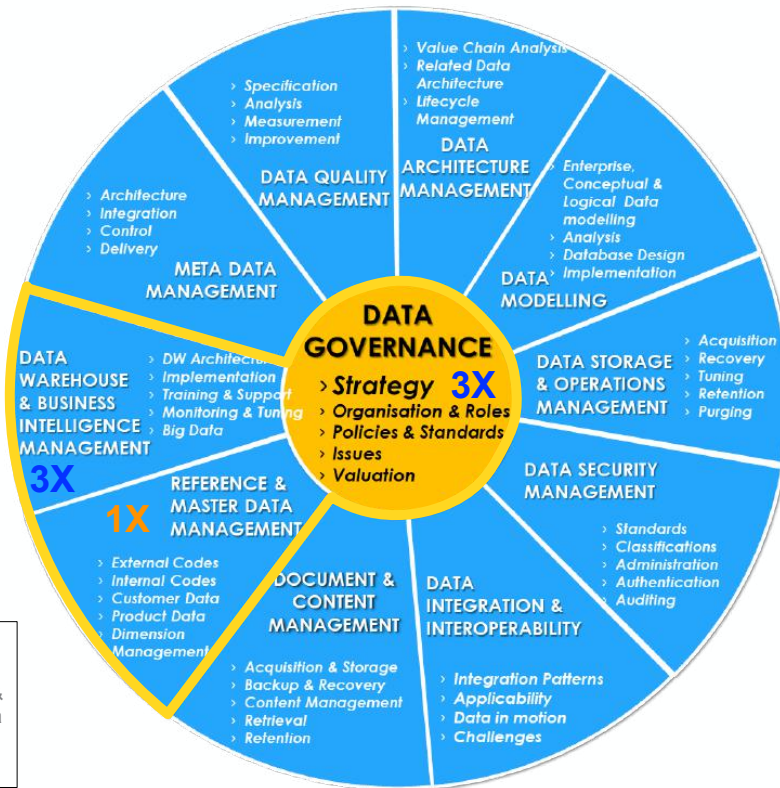 › Value Chain Analysis
› Related Data
Architecture
› Lifecycle
Management
DATA
ARCHITECTURE
MANAGEMENT
› Specification
› Analysis
› Measurement
› Improvement
DATA QUALITY
MANAGEMENT
› Enterprise,
Conceptual &
Logical Data
modelling
› Analysis
› Database Design
› Implementation
DATA
MODELLING
› Architecture
› Integration
› Control
› Delivery
META DATA
MANAGEMENT
DATA
GOVERNANCE
› Strategy 3X
› Organisation & Roles
› Policies & Standards
› Issues
› Valuation
› Acquisition
› Recovery
› Tuning
› Retention
› Purging
DATA STORAGE
& OPERATIONS
MANAGEMENT
DATA
WAREHOUSE
& BUSINESS
INTELLIGENCE
MANAGEMENT
3X
› DW Architecture
› Implementation
› Training & Support
› Monitoring & Tuning
› Big Data
DATA SECURITY
MANAGEMENT
› Standards
› Classifications
› Administration
› Authentication
› Auditing
1X
REFERENCE &
MASTER DATA
MANAGEMENT
› External Codes
› Internal Codes
› Customer Data
› Product Data
› Dimension
Management
DOCUMENT &
CONTENT
MANAGEMENT
› Acquisition & Storage
› Backup & Recovery
› Content Management
› Retrieval
› Retention
DATA
INTEGRATION &
INTEROPERABILITY
› Integration Patterns
› Applicability
› Data in motion
› Challenges